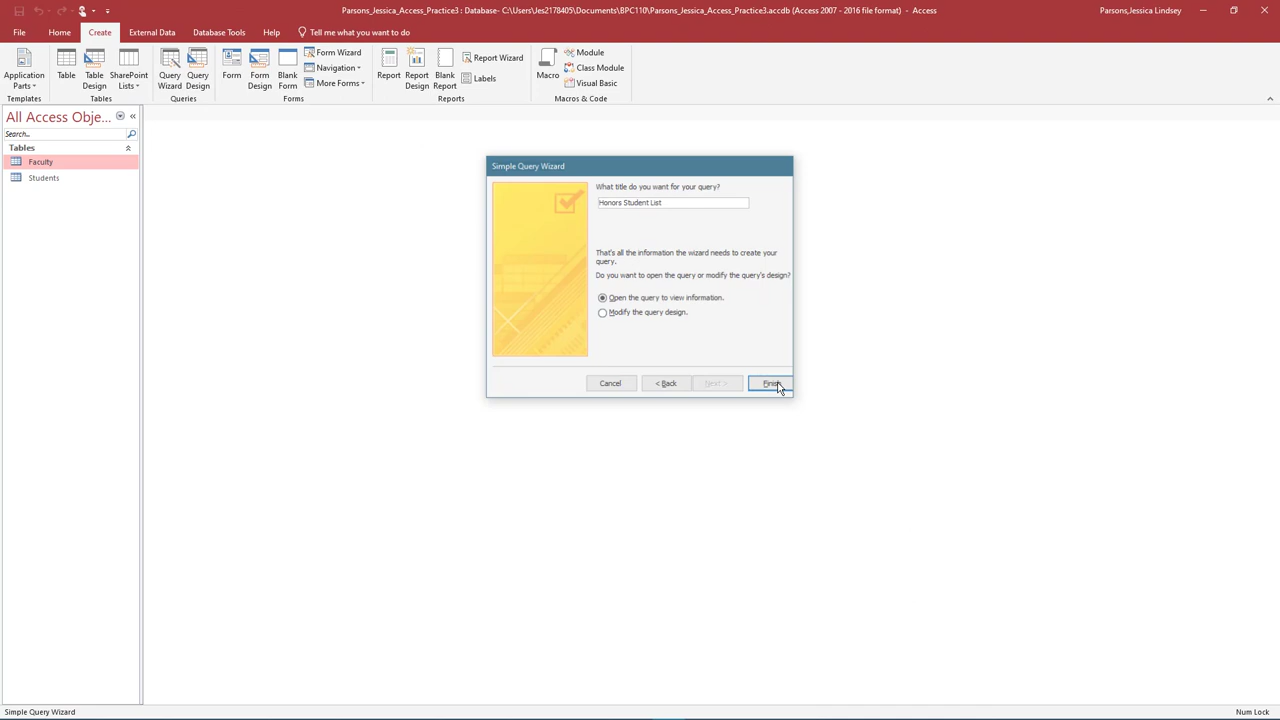 Parsons_Jessica_Access_Practice3 : Database- C:\Users\Jes2178405\Documents\BPC110\Parsons_Jessica_Access_Practice3.accdb (Access 2007 - 2016 file format) - Access
Parsons,Jessica Lindsey
File Home Create External Data Database Tools Help Tell me what you want to do
Application Parts
Table
Table Design
SharePoint Lists
Query Wizard
Query Design
Form
Form Design
Blank Form
Form Wizard
Navigation
More Forms
Report
Report Design
Blank Report
Report Wizard
Labels
Macro
Module
Class Module
Visual Basic
Templates Tables Queries Forms Reports Macros & Code
All Access Obje...
Search...
Tables
Faculty
Students
Simple Query Wizard
What title do you want for your query?
Honors Student List
That's all the information the wizard needs to create your
query.
Do you want to open the query or modify the query's design?
Open the query to view information.
Modify the query design.
Cancel < Back Next > Finish
Simple Query Wizard
Num Lock